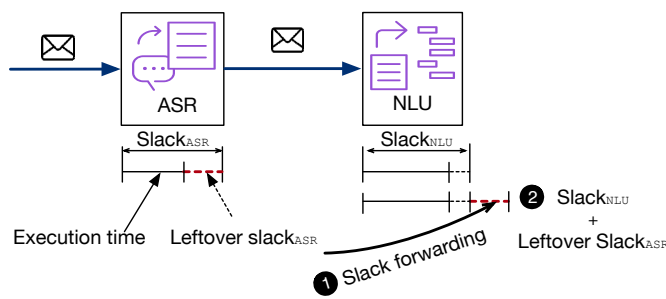 ASR
NLU
SlackASR
SlackNLU
Execution time
Leftover slackASR
1 Slack forwarding
2 SlackNLU
+
Leftover SlackASR